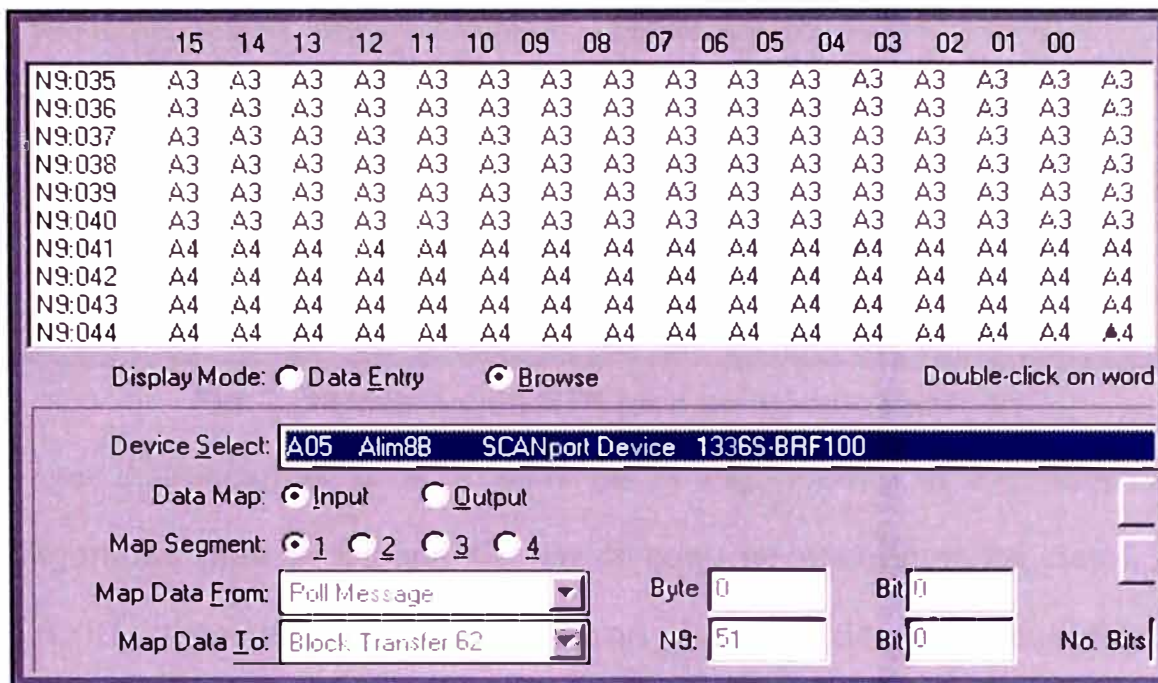 15 14 13 12 11 10 09 08 07 06 05 04 03 02 01 00
N9:035 A3 A3 A3 A3 A3 A3 A3 A3 A3 A3 A3 A3 A3 A3 A3 A3
N9:036 A3 A3 A3 A3 A3 A3 A3 A3 A3 A3 A3 A3 A3 A3 A3 A3
N9:037 A3 A3 A3 A3 A3 A3 A3 A3 A3 A3 A3 A3 A3 A3 A3 A3
N9:038 A3 A3 A3 A3 A3 A3 A3 A3 A3 A3 A3 A3 A3 A3 A3 A3
N9:039 A3 A3 A3 A3 A3 A3 A3 A3 A3 A3 A3 A3 A3 A3 A3 A3
N9:040 A3 A3 A3 A3 A3 A3 A3 A3 A3 A3 A3 A3 A3 A3 A3 A3
N9:041 A4 A4 A4 A4 A4 A4 A4 A4 A4 A4 A4 A4 A4 A4 A4 A4
N9:042 A4 A4 A4 A4 A4 A4 A4 A4 A4 A4 A4 A4 A4 A4 A4 A4
N9:043 A4 A4 A4 A4 A4 A4 A4 A4 A4 A4 A4 A4 A4 A4 A4 A4
N9:044 A4 A4 A4 A4 A4 A4 A4 A4 A4 A4 A4 A4 A4 A4 A4 A4
Display Mode: Data Entry Browse Double-click on word
Device Select: A05 Alim8B SCANport Device 1336S-BRF100
Data Map: Input Output
Map Segment: 1 2 3 4
Map Data From: Poll Message Byte 0 Bit 0
Map Data To: Block Transfer 62 N9: 51 Bit 0 No. Bits